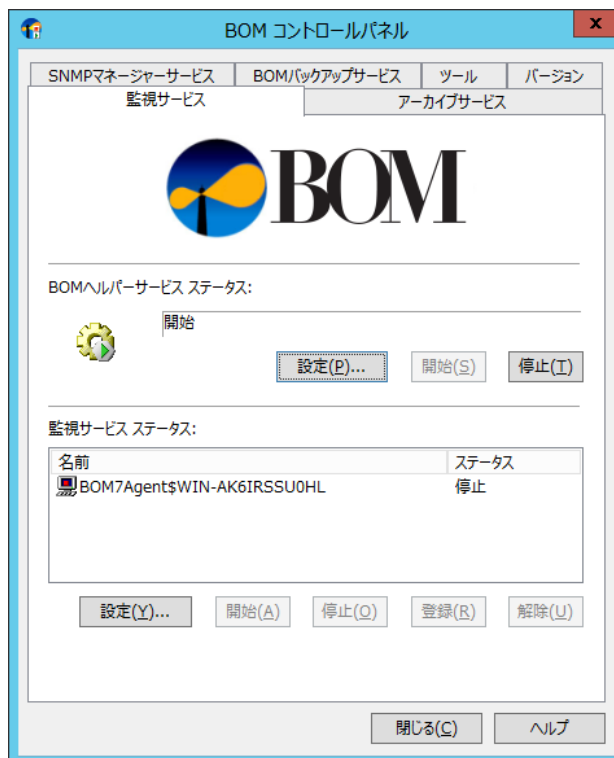 BOM コントロールパネル
x
SNMPマネージャーサービス BOMバックアップサービス ツール バージョン
監視サービス アーカイブサービス
BOM
BOMヘルパーサービス ステータス:
開始
設定(P)... 開始(S) 停止(T)
監視サービス ステータス:
名前 ステータス
BOM7Agent$WIN-AK6IRSSU0HL 停止
設定(Y)... 開始(A) 停止(O) 登録(R) 解除(U)
閉じる(C) ヘルプ